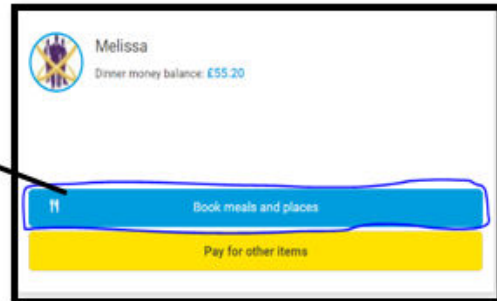 Melissa
Dinner money balance: £55.20
Book meals and places
Pay for other items